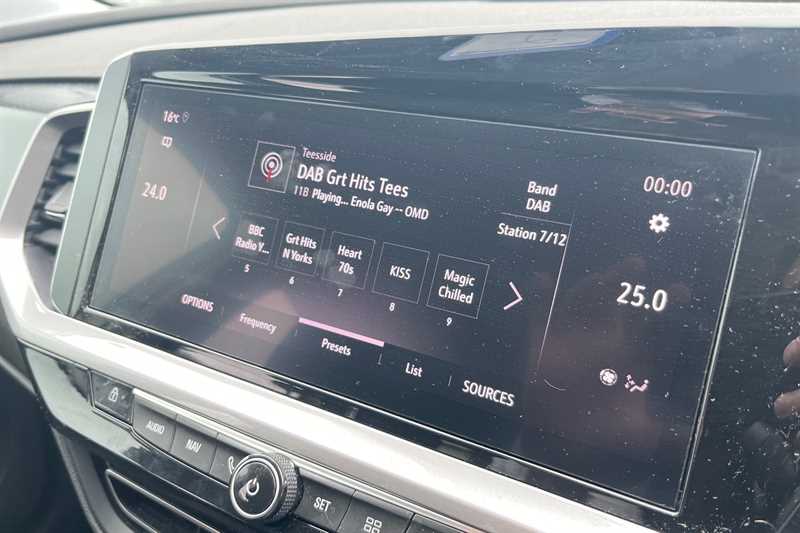 16°C
24.0
Teesside
DAB Grt Hits Tees
11B Playing... Enola Gay -- OMD
Band
DAB
Station 7/12
00:00
25.0
BBC
Radio Y...
5
Grt Hits
N Yorks
6
Heart
70s
7
KISS
8
Magic
Chilled
9
OPTIONS
Frequency
Presets
List
SOURCES
AUDIO
NAV
SET